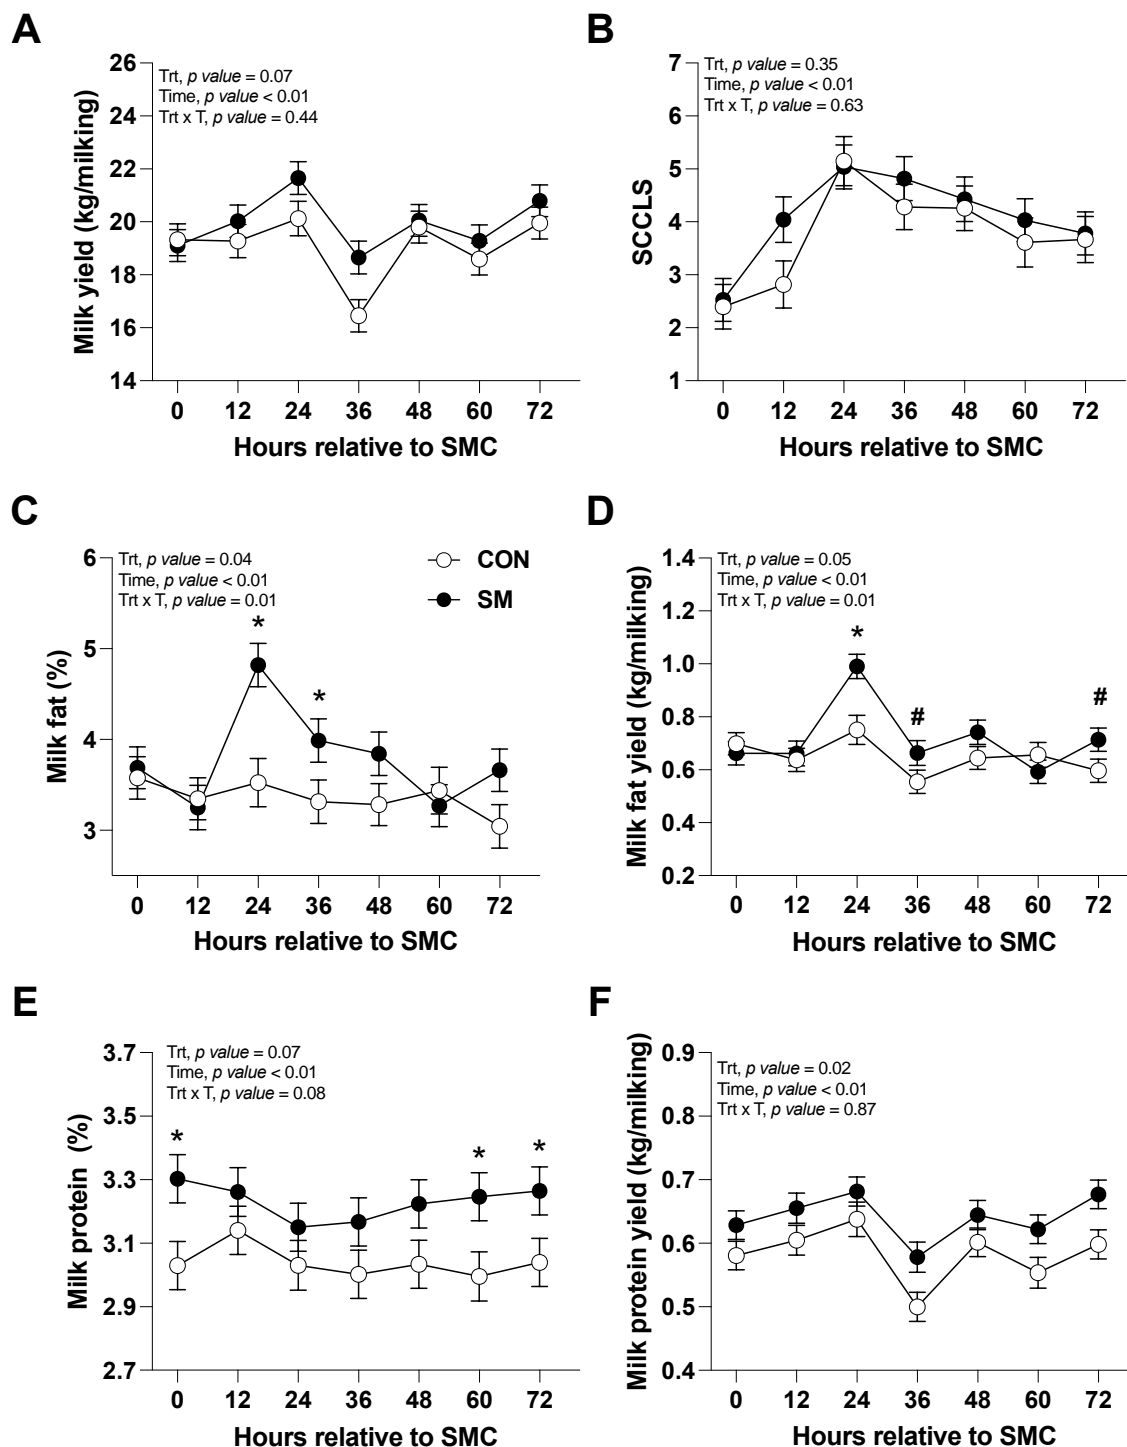 A
Milk yield (kg/milking)
Trt, p value = 0.07
Time, p value < 0.01
Trt x T, p value = 0.44
26
24
22
20
18
16
14
0 12 24 36 48 60 72
Hours relative to SMC
B
SCCLS
Trt, p value = 0.35
Time, p value < 0.01
Trt x T, p value = 0.63
7
6
5
4
3
2
1
0 12 24 36 48 60 72
Hours relative to SMC
C
Milk fat (%)
Trt, p value = 0.04
Time, p value < 0.01
Trt x T, p value = 0.01
CON
SM
*
*
6
5
4
3
0 12 24 36 48 60 72
Hours relative to SMC
D
Milk fat yield (kg/milking)
Trt, p value = 0.05
Time, p value < 0.01
Trt x T, p value = 0.01
*
#
#
1.4
1.2
1.0
0.8
0.6
0.4
0.2
0 12 24 36 48 60 72
Hours relative to SMC
E
Milk protein (%)
Trt, p value = 0.07
Time, p value < 0.01
Trt x T, p value = 0.08
*
*
*
3.7
3.5
3.3
3.1
2.9
2.7
0 12 24 36 48 60 72
Hours relative to SMC
F
Milk protein yield (kg/milking)
Trt, p value = 0.02
Time, p value < 0.01
Trt x T, p value = 0.87
0.9
0.8
0.7
0.6
0.5
0.4
0 12 24 36 48 60 72
Hours relative to SMC